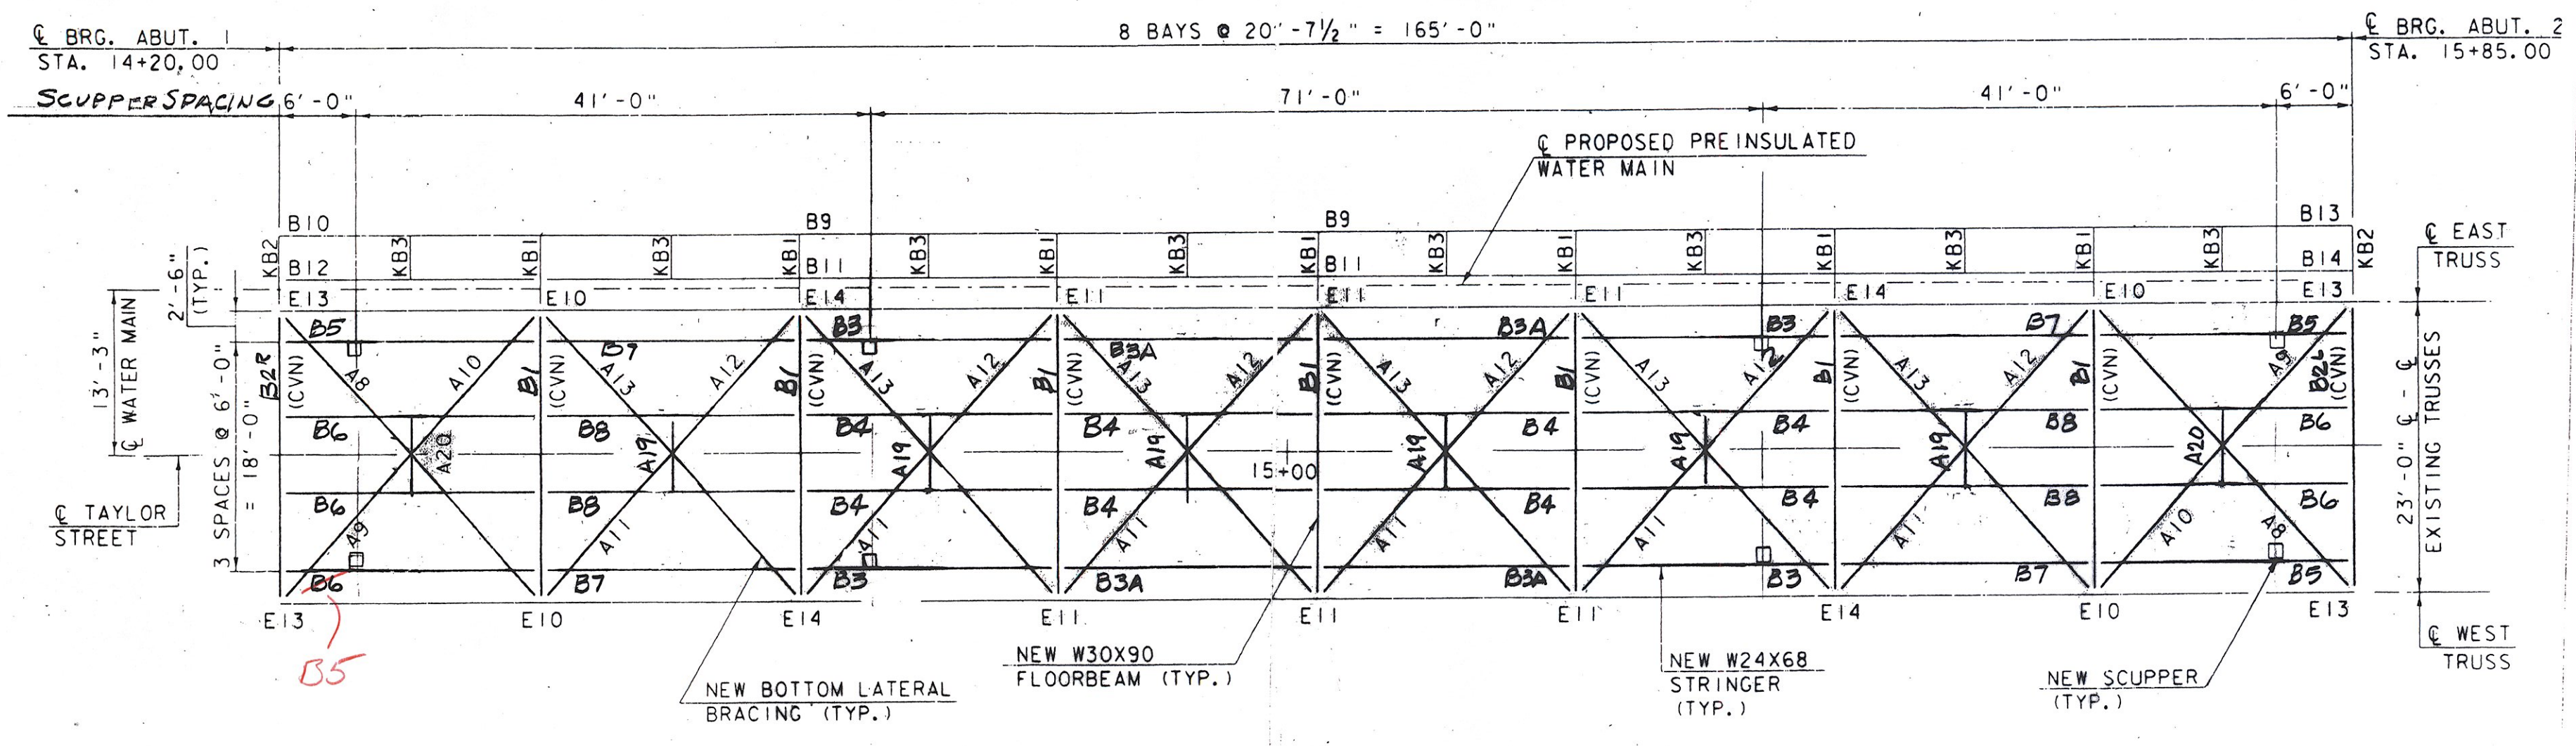 8 BAYS @ 20'-7 1/2" = 165'-0"
℄ BRG. ABUT. 1
STA. 14+20.00
℄ BRG. ABUT. 2
STA. 15+85.00
SCUPPER SPACING 6'-0" 41'-0" 71'-0" 41'-0" 6'-0"
℄ PROPOSED PREINSULATED
WATER MAIN
B10 B9 B9 B13
KB2 KB3 KB1 KB3 KB1 KB3 KB1 KB3 KB1 KB3 KB1 KB3 KB1 KB3 KB1 KB3 KB2
B12 B11 B11 B14
2'-6"
(TYP.)
℄ EAST
TRUSS
E13 E10 E14 E11 E11 E11 E14 E10 E13
B5 B7 B3 B3A B3A B3 B7 B5
13'-3"
℄ WATER MAIN
B2R (CVN) A8 A10 B1 (CVN) A13 A12 B1 (CVN) A13 A12 B1 (CVN) A13 A12 B1 (CVN) A13 A12 B1 (CVN) A13 A12 B1 (CVN) A13 A12 B1 (CVN) A9 B26 (CVN)
B6 B8 B4 B4 B4 B4 B8 B6
A20 A19 A19 A19 A19 A19 A19 A20
15+00
3 SPACES @ 6'-0"
= 18'-0"
23'-0" ℄ - ℄
EXISTING TRUSSES
B6 B8 B4 B4 B4 B4 B8 B6
℄ TAYLOR
STREET
A9 A11 A11 A11 A11 A11 A11 A10 A8
B6 B7 B3 B3A B3A B3 B7 B5
E13 E10 E14 E11 E11 E11 E14 E10 E13
B5
NEW BOTTOM LATERAL
BRACING (TYP.)
NEW W30X90
FLOORBEAM (TYP.)
NEW W24X68
STRINGER
(TYP.)
NEW SCUPPER
(TYP.)
℄ WEST
TRUSS